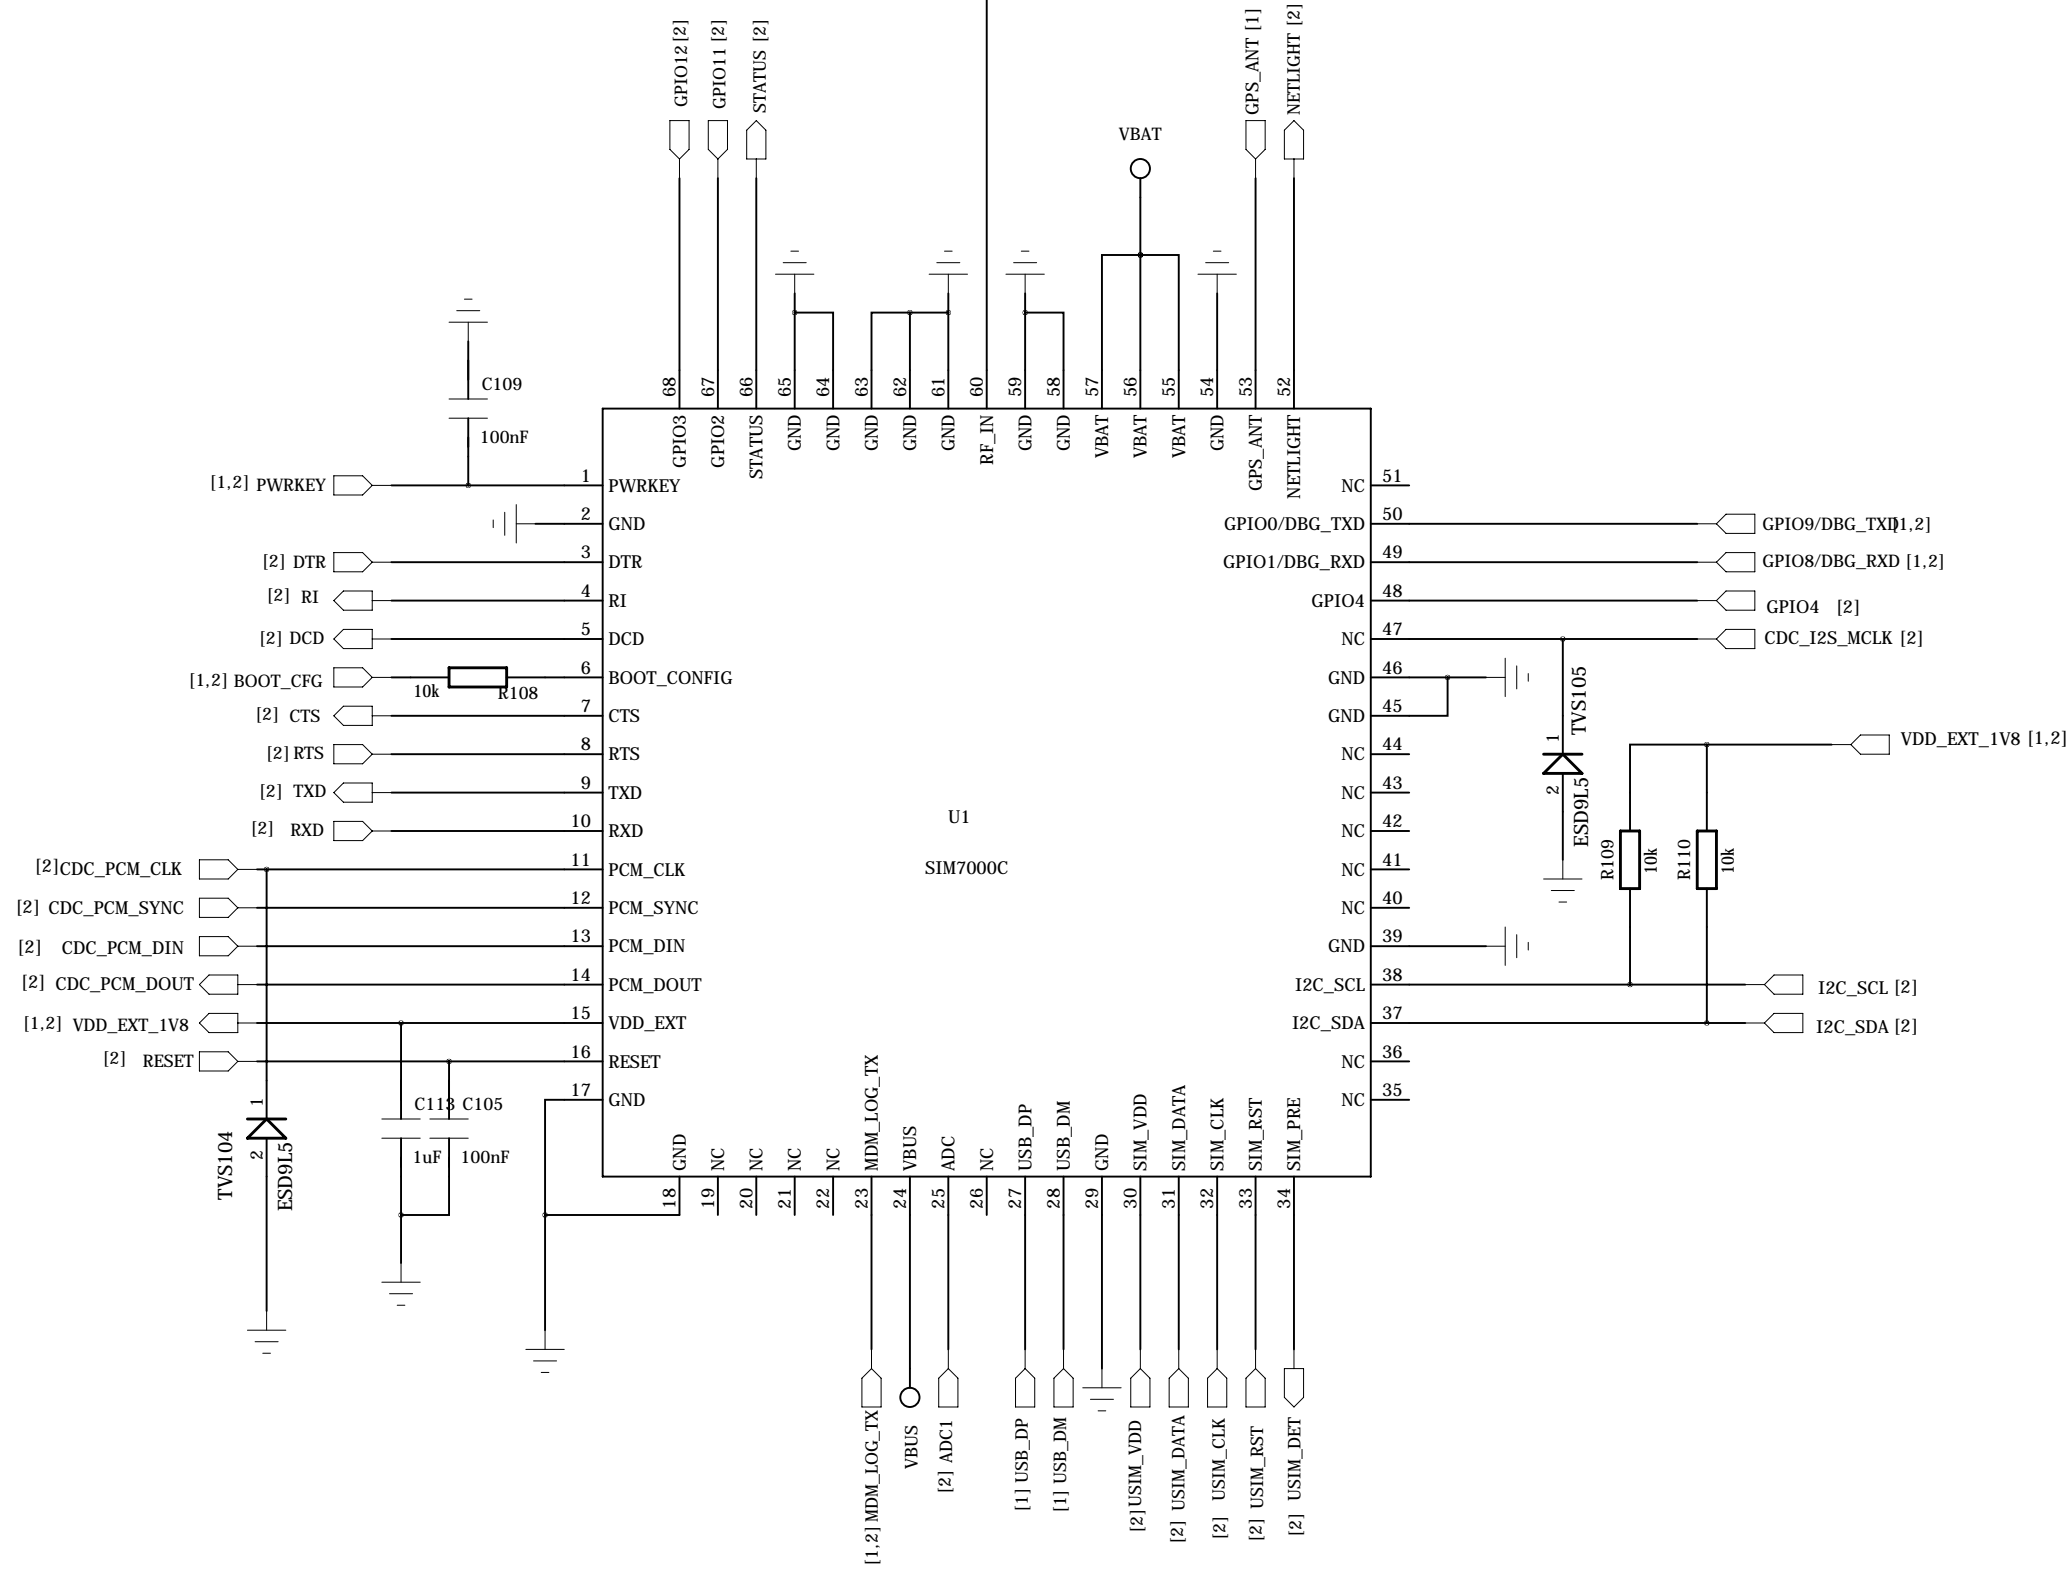 GPIO12 [2]
GPIO11 [2]
STATUS [2]
GPS_ANT [1]
NETLIGHT [2]
VBAT
C109
100nF
68
67
66
65
64
63
62
61
60
59
58
57
56
55
54
53
52
GPIO3
GPIO2
STATUS
GND
GND
GND
GND
GND
RF_IN
GND
GND
VBAT
VBAT
VBAT
GND
GPS_ANT
NETLIGHT
[1,2] PWRKEY 1 PWRKEY
2 GND
[2] DTR 3 DTR
[2] RI 4 RI
[2] DCD 5 DCD
[1,2] BOOT_CFG 10k R108 6 BOOT_CONFIG
[2] CTS 7 CTS
[2] RTS 8 RTS
[2] TXD 9 TXD
[2] RXD 10 RXD
[2]CDC_PCM_CLK 11 PCM_CLK
[2] CDC_PCM_SYNC 12 PCM_SYNC
[2] CDC_PCM_DIN 13 PCM_DIN
[2] CDC_PCM_DOUT 14 PCM_DOUT
[1,2] VDD_EXT_1V8 15 VDD_EXT
[2] RESET 16 RESET
17 GND
U1
SIM7000C
NC 51
GPIO0/DBG_TXD 50 GPIO9/DBG_TXD[1,2]
GPIO1/DBG_RXD 49 GPIO8/DBG_RXD [1,2]
GPIO4 48 GPIO4 [2]
NC 47 CDC_I2S_MCLK [2]
GND 46
GND 45
NC 44
NC 43
NC 42
NC 41
NC 40
GND 39
I2C_SCL 38 I2C_SCL [2]
I2C_SDA 37 I2C_SDA [2]
NC 36
NC 35
TVS105
1
2
ESD9L5
VDD_EXT_1V8 [1,2]
R109
10k
R110
10k
TVS104
1
2
ESD9L5
C113 C105
1uF 100nF
GND
NC
NC
NC
NC
MDM_LOG_TX
VBUS
ADC
NC
USB_DP
USB_DM
GND
SIM_VDD
SIM_DATA
SIM_CLK
SIM_RST
SIM_PRE
18
19
20
21
22
23
24
25
26
27
28
29
30
31
32
33
34
[1,2] MDM_LOG_TX
VBUS
[2] ADC1
[1] USB_DP
[1] USB_DM
[2] USIM_VDD
[2] USIM_DATA
[2] USIM_CLK
[2] USIM_RST
[2] USIM_DET